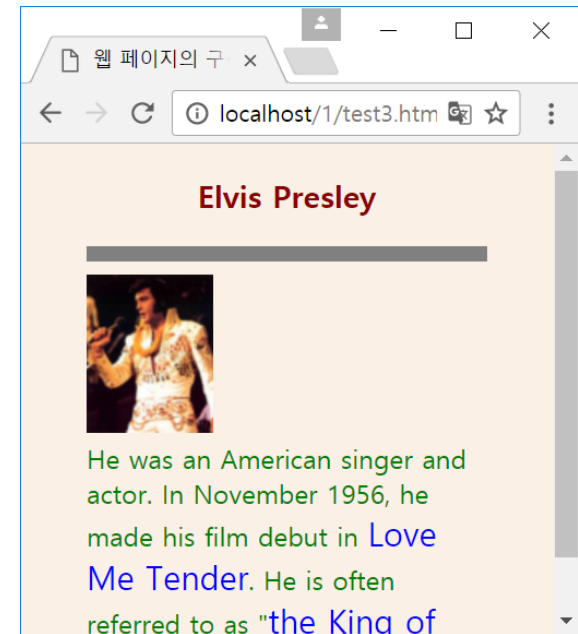 웹 페이지의 구
localhost/1/test3.htm
Elvis Presley
He was an American singer and
actor. In November 1956, he
made his film debut in Love
Me Tender. He is often
referred to as "the King of